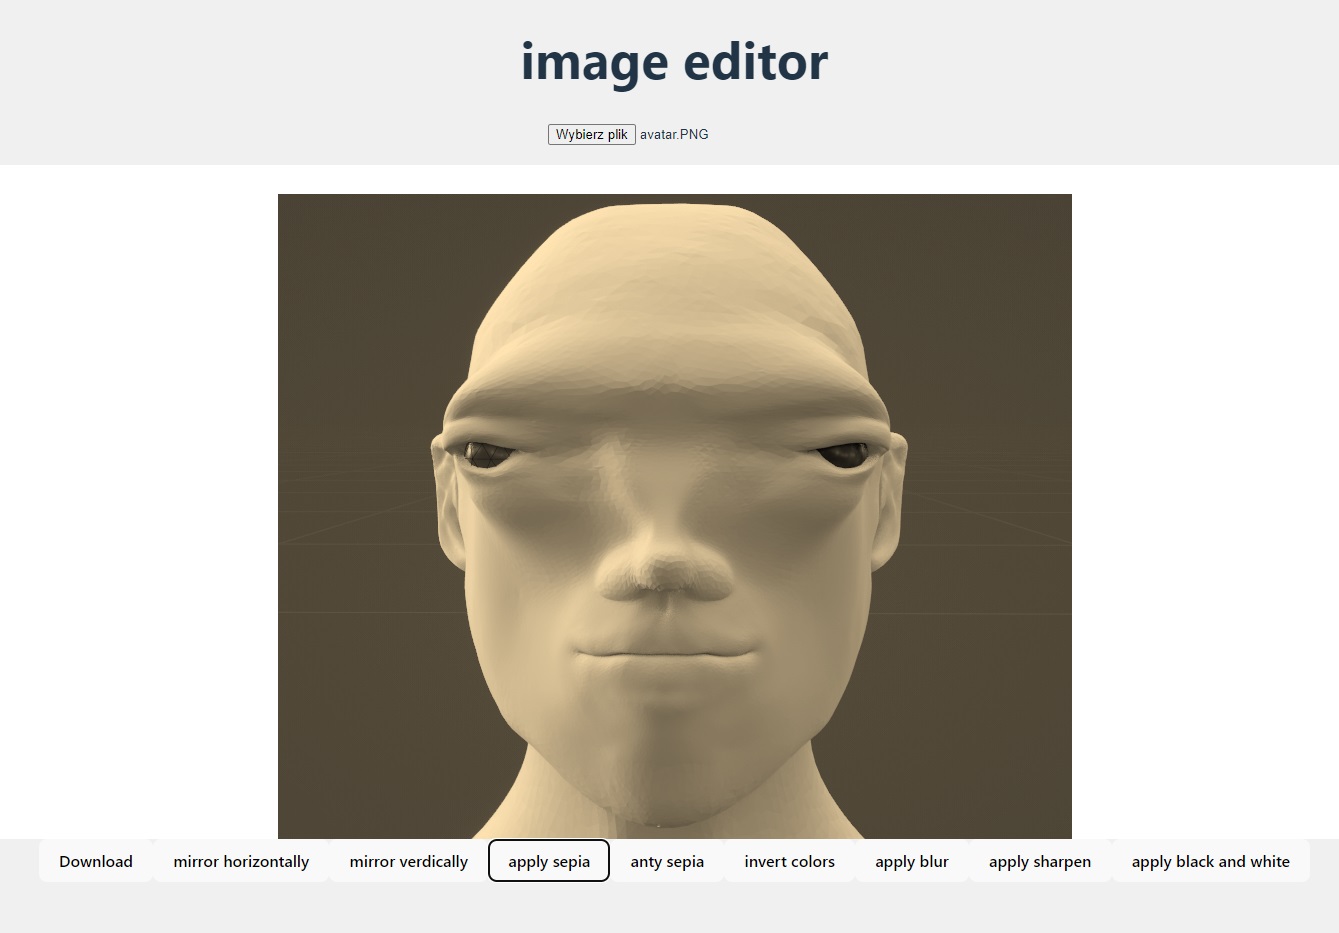 image editor
Wybierz plik avatar.PNG
Download mirror horizontally mirror verdically apply sepia anty sepia invert colors apply blur apply sharpen apply black and white